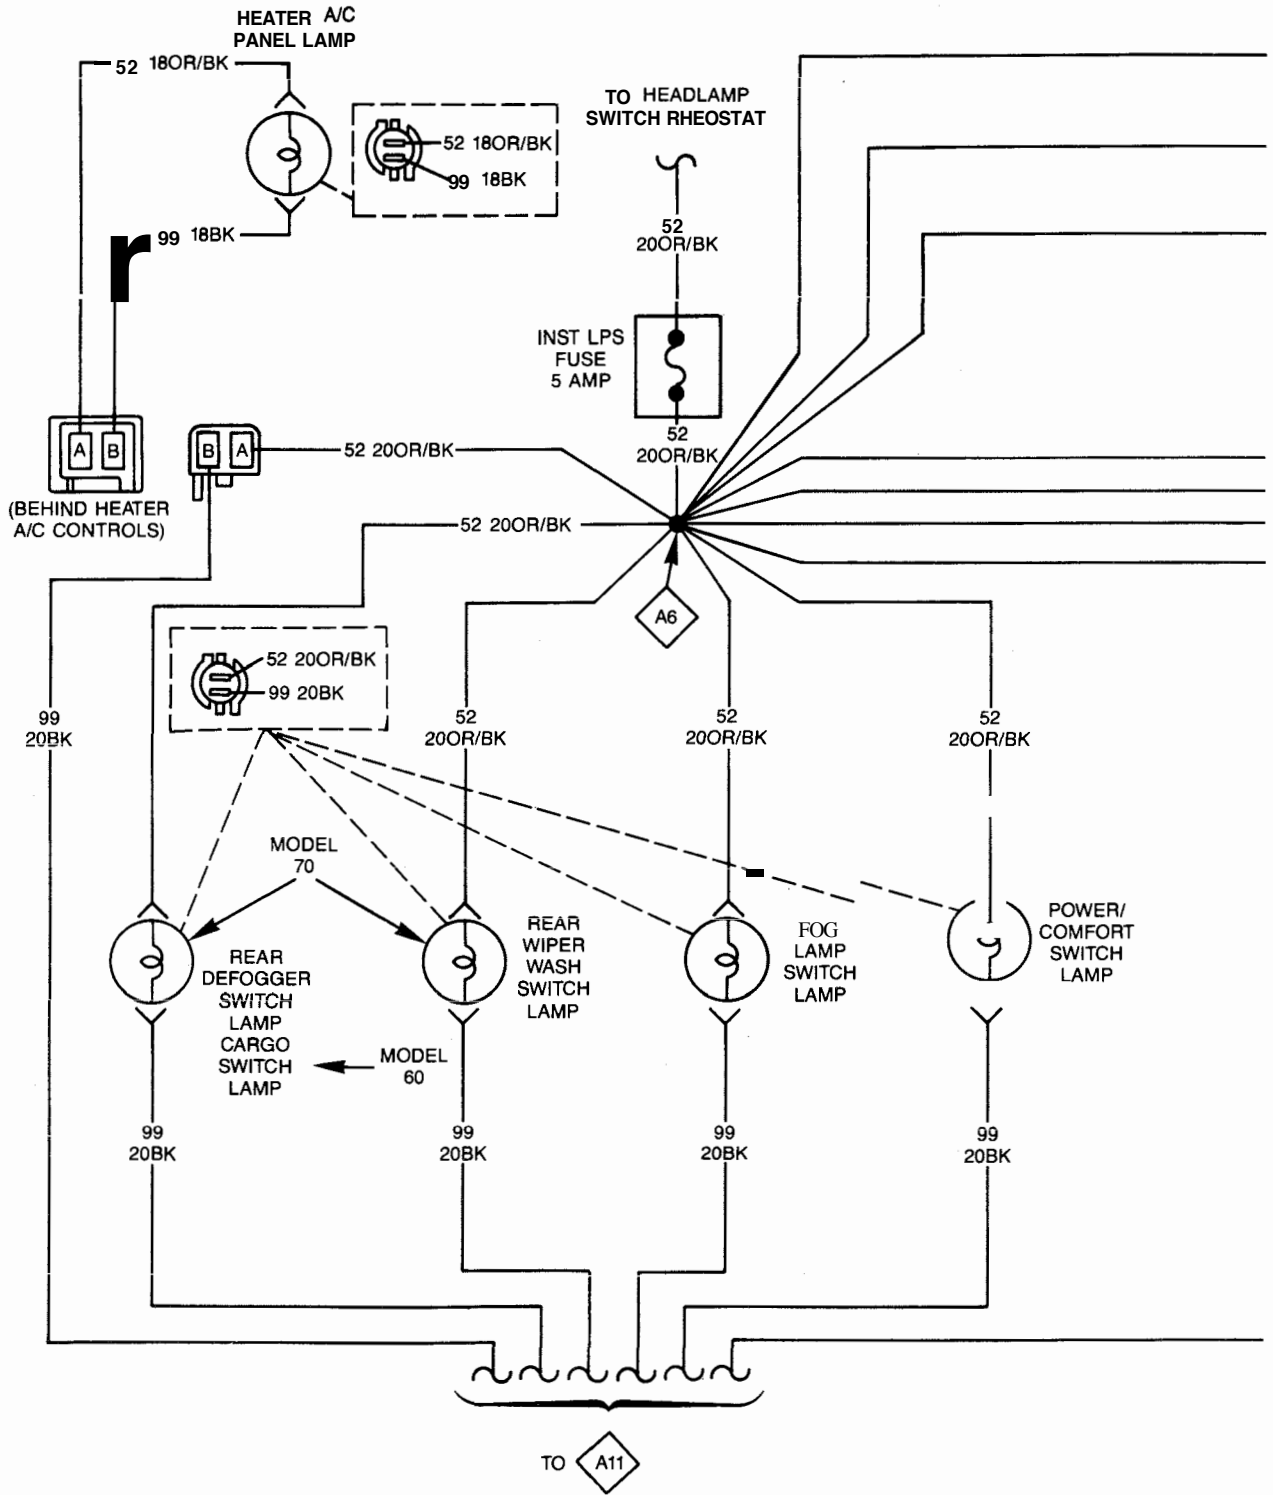 HEATER A/C
PANEL LAMP
52 18OR/BK
TO HEADLAMP
SWITCH RHEOSTAT
52 18OR/BK
99 18BK
99 18BK
52
20OR/BK
INST LPS
FUSE
5 AMP
52
20OR/BK
A B
B A
52 20OR/BK
(BEHIND HEATER
A/C CONTROLS)
52 20OR/BK
A6
52 20OR/BK
99 20BK
99
20BK
52
20OR/BK
52
20OR/BK
52
20OR/BK
MODEL
70
REAR
DEFOGGER
SWITCH
LAMP
CARGO
SWITCH
LAMP
MODEL
60
REAR
WIPER
WASH
SWITCH
LAMP
FOG
LAMP
SWITCH
LAMP
POWER/
COMFORT
SWITCH
LAMP
99
20BK
99
20BK
99
20BK
99
20BK
TO A11